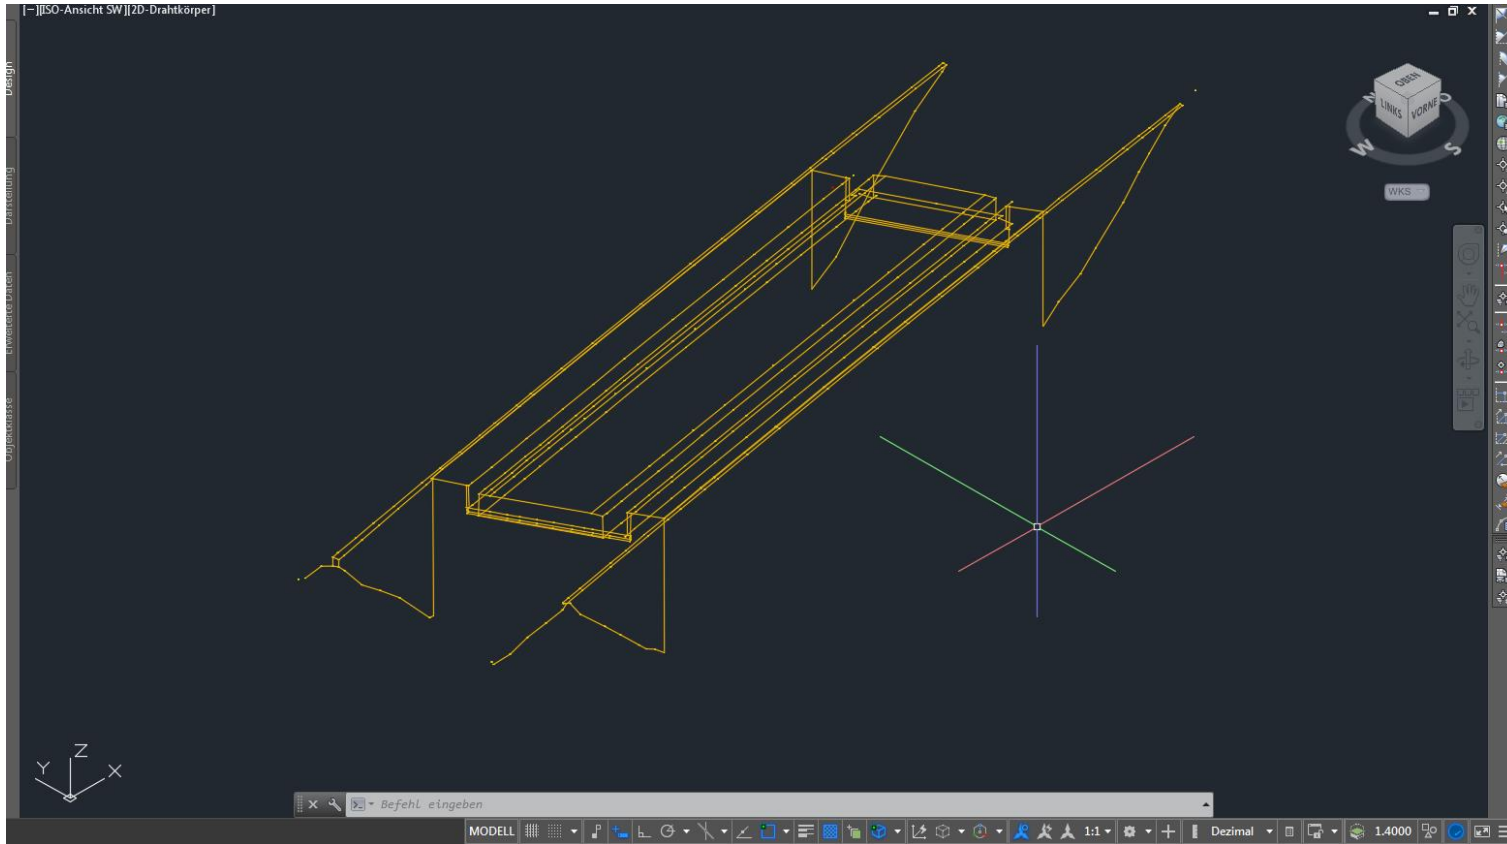 [−][ISO-Ansicht SW][2D-Drahtkörper]
Design
Darstellung
Erweiterte Daten
Objektklasse
OBEN
LINKS
VORNE
N
O
W
S
WKS
Z
Y
X
Befehl eingeben
MODELL
1:1
Dezimal
1.4000